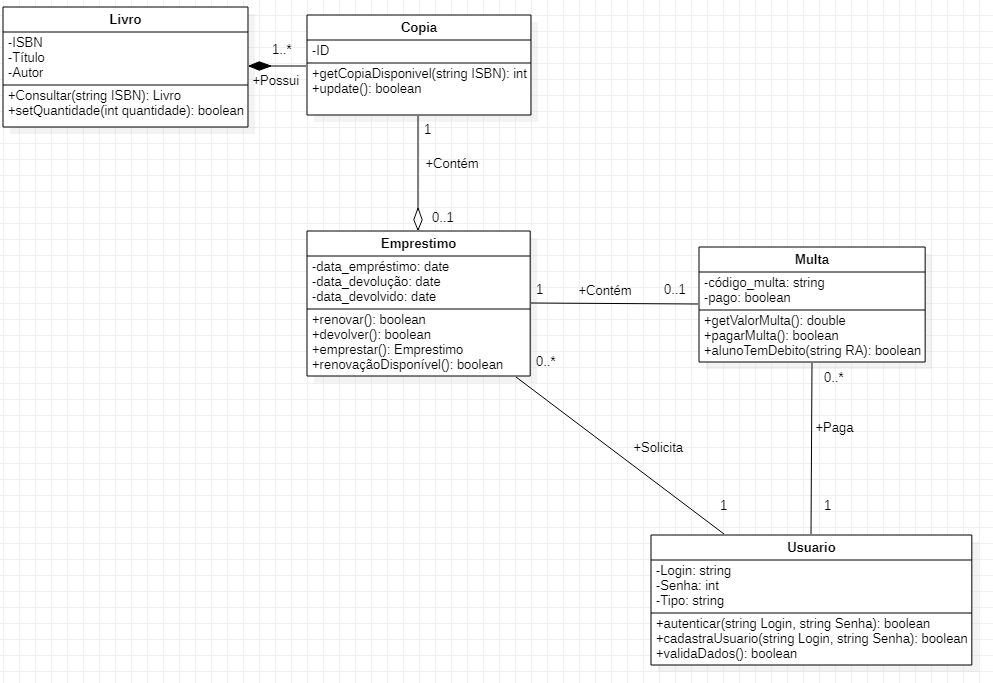 Livro
-ISBN
-Título
-Autor
+Consultar(string ISBN): Livro
+setQuantidade(int quantidade): boolean
1..*
+Possui
Copia
-ID
+getCopiaDisponivel(string ISBN): int
+update(): boolean
1
+Contém
0..1
Emprestimo
-data_empréstimo: date
-data_devolução: date
-data_devolvido: date
+renovar(): boolean
+devolver(): boolean
+emprestar(): Emprestimo
+renovaçãoDisponível(): boolean
1
+Contém
0..1
Multa
-código_multa: string
-pago: boolean
+getValorMulta(): double
+pagarMulta(): boolean
+alunoTemDebito(string RA): boolean
0..*
+Solicita
1
0..*
+Paga
1
Usuario
-Login: string
-Senha: int
-Tipo: string
+autenticar(string Login, string Senha): boolean
+cadastraUsuario(string Login, string Senha): boolean
+validaDados(): boolean